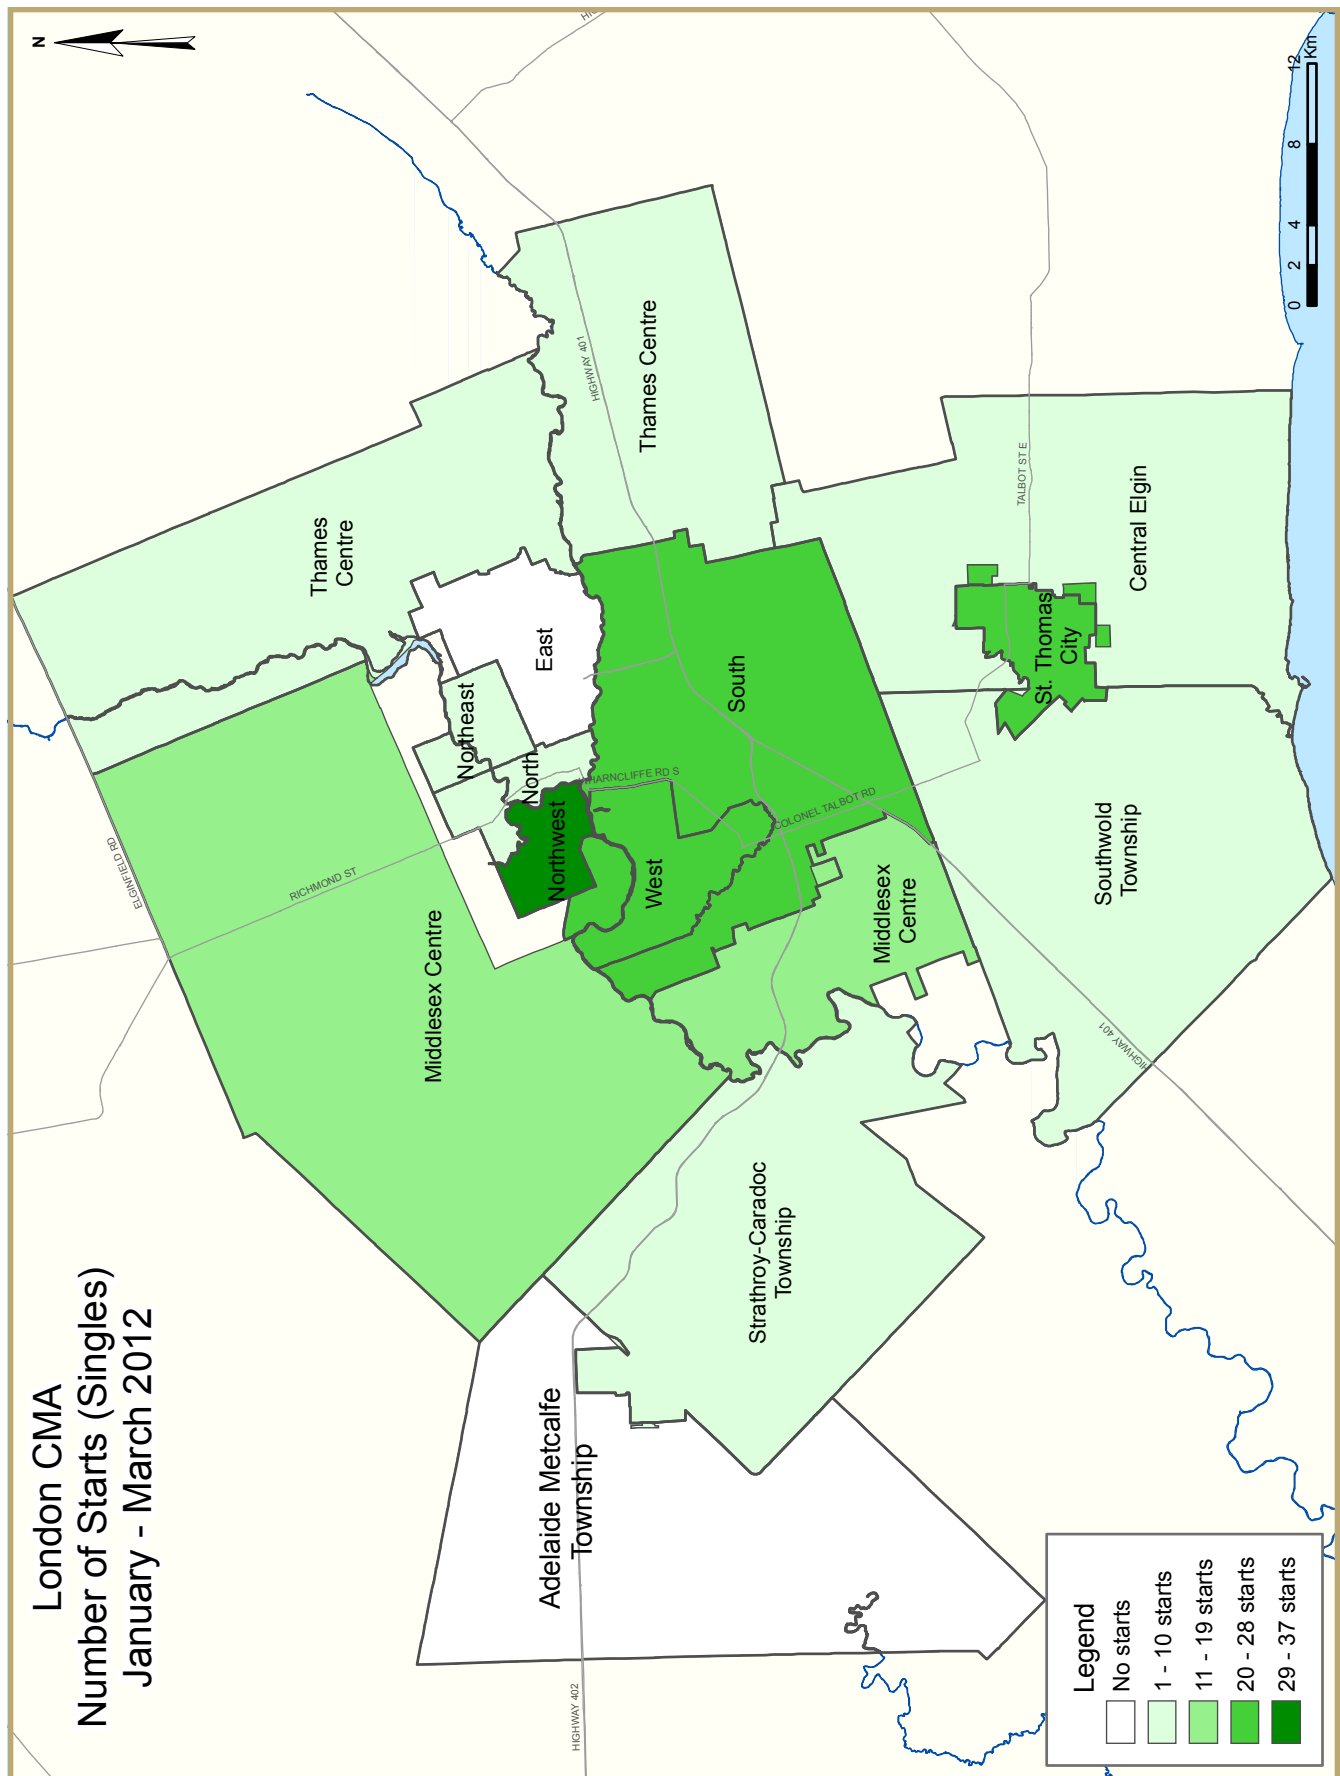 London CMA
Number of Starts (Singles)
January - March 2012
N
HIG
ELGINFIELD RD
RICHMOND ST
Middlesex Centre
Thames
Centre
Northeast
North
Northwest
East
HIGHWAY 401
Thames Centre
WHARNCLIFFE RD S
West
South
COLONEL TALBOT RD
Middlesex
Centre
Adelaide Metcalfe
Township
HIGHWAY 402
Strathroy-Caradoc
Township
TALBOT ST E
St. Thomas
City
Central Elgin
Southwold
Township
HIGHWAY 401
Legend
No starts
1 - 10 starts
11 - 19 starts
20 - 28 starts
29 - 37 starts
0 2 4 8 12
Km